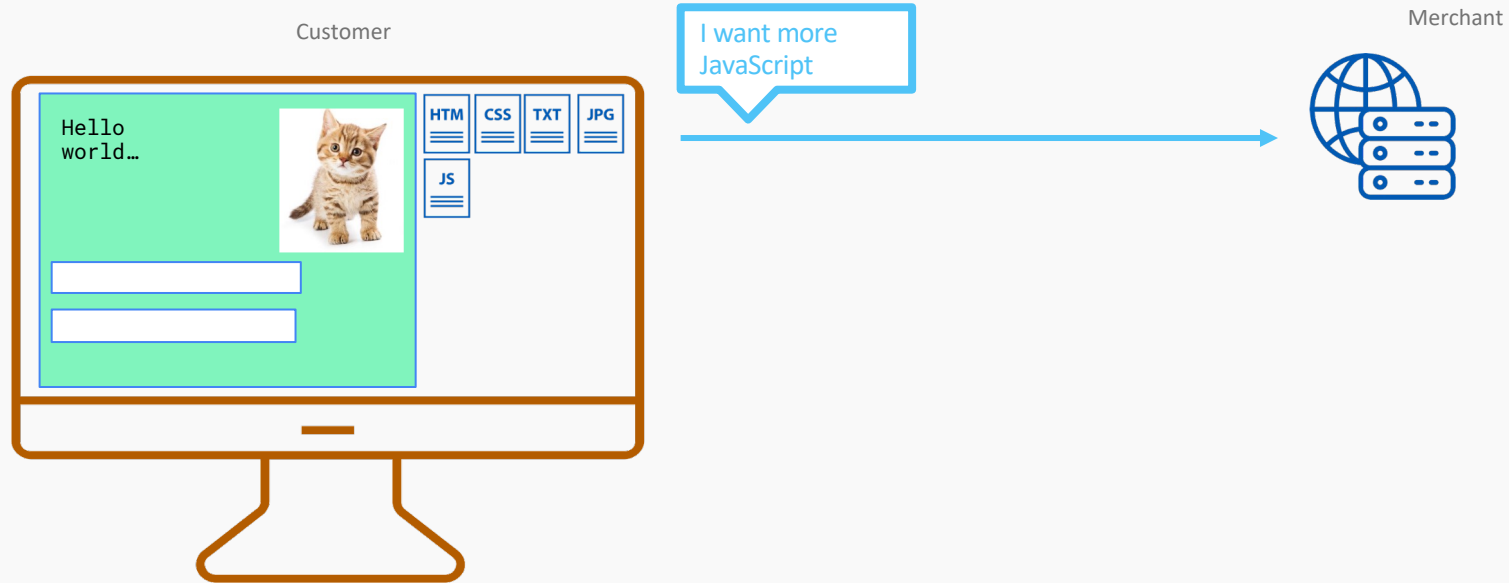 Customer
I want more
JavaScript
Merchant
Hello
world…
HTM CSS TXT JPG
JS